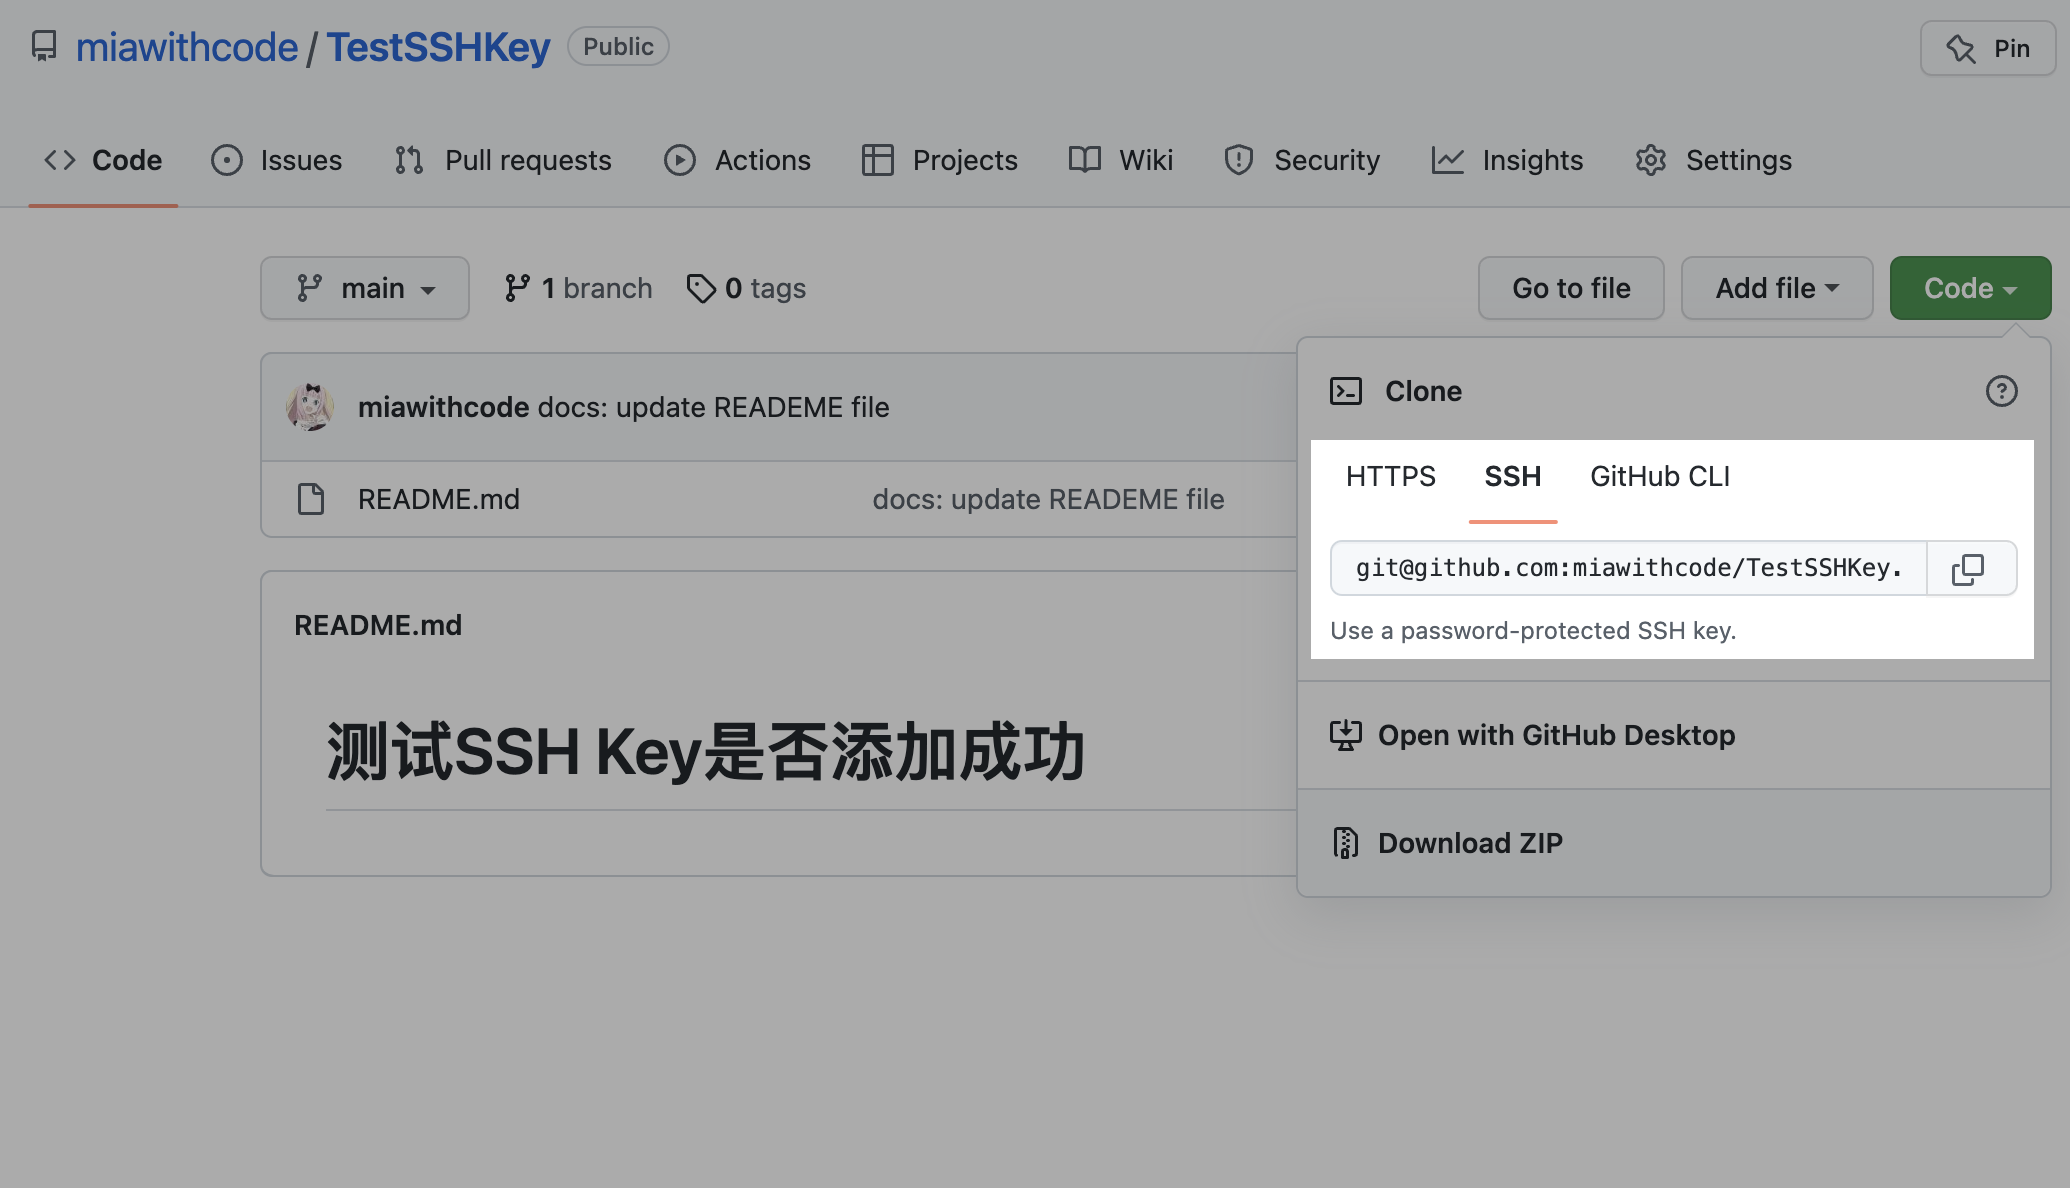 miawithcode / TestSSHKey Public
Pin
Code Issues Pull requests Actions Projects Wiki Security Insights Settings
main 1 branch 0 tags Go to file Add file Code
miawithcode docs: update READEME file
README.md docs: update READEME file
README.md
测试SSH Key是否添加成功
Clone
HTTPS SSH GitHub CLI
git@github.com:miawithcode/TestSSHKey.
Use a password-protected SSH key.
Open with GitHub Desktop
Download ZIP